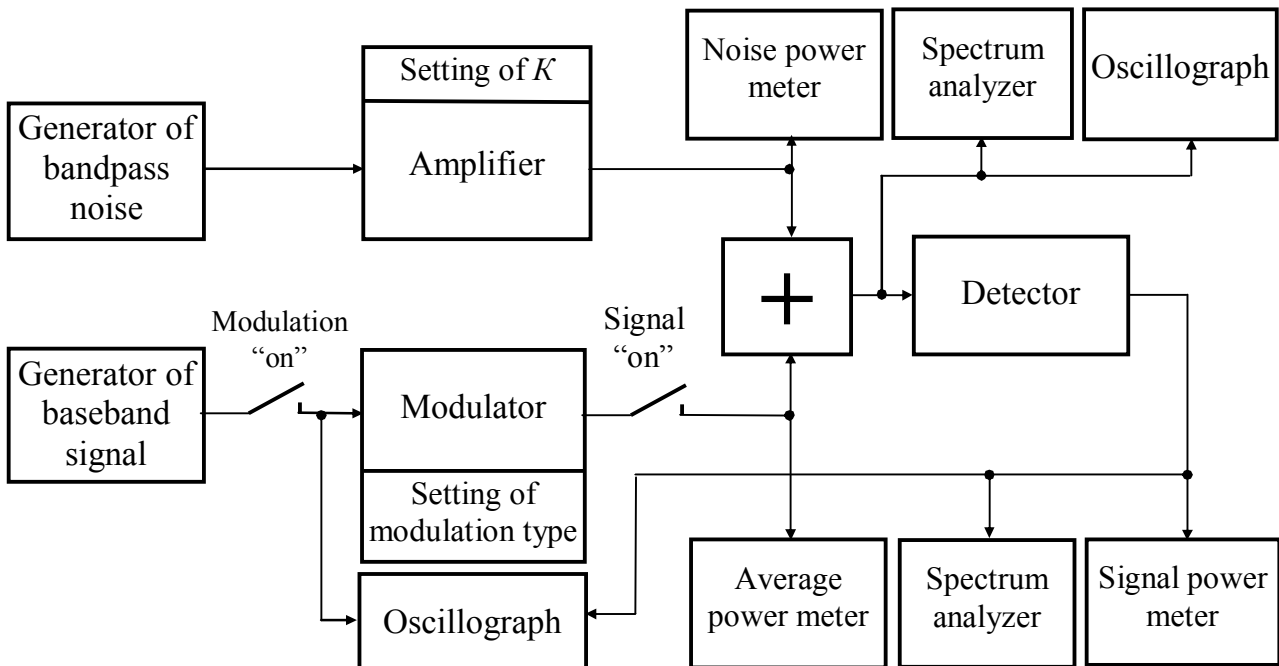 Generator of
bandpass
noise
Setting of K
Amplifier
Noise power
meter
Spectrum
analyzer
Oscillograph
+
Detector
Generator of
baseband
signal
Modulation
“on”
Modulator
Setting of
modulation type
Signal
“on”
Oscillograph
Average
power meter
Spectrum
analyzer
Signal power
meter